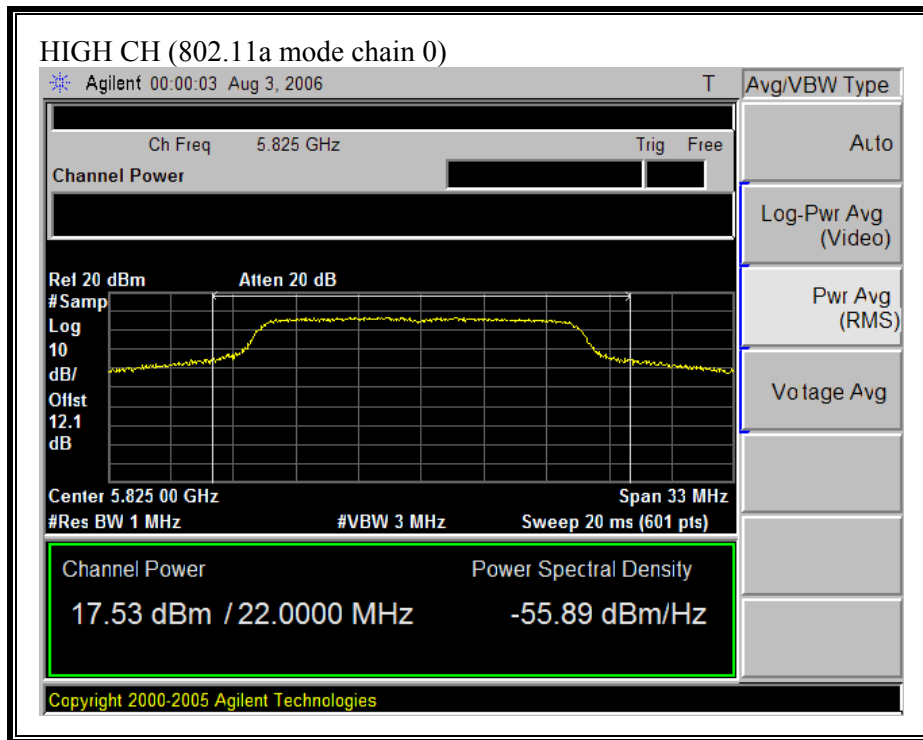 HIGH CH (802.11a mode chain 0)
Agilent 00:00:03 Aug 3, 2006 T
Avg/VBW Type
Ch Freq 5.825 GHz Trig Free
Channel Power
Auto
Log-Pwr Avg
(Video)
Pwr Avg
(RMS)
Votage Avg
Ref 20 dBm Atten 20 dB
#Samp
Log
10
dB/
Offst
12.1
dB
Center 5.825 00 GHz Span 33 MHz
#Res BW 1 MHz #VBW 3 MHz Sweep 20 ms (601 pts)
Channel Power Power Spectral Density
17.53 dBm / 22.0000 MHz -55.89 dBm/Hz
Copyright 2000-2005 Agilent Technologies